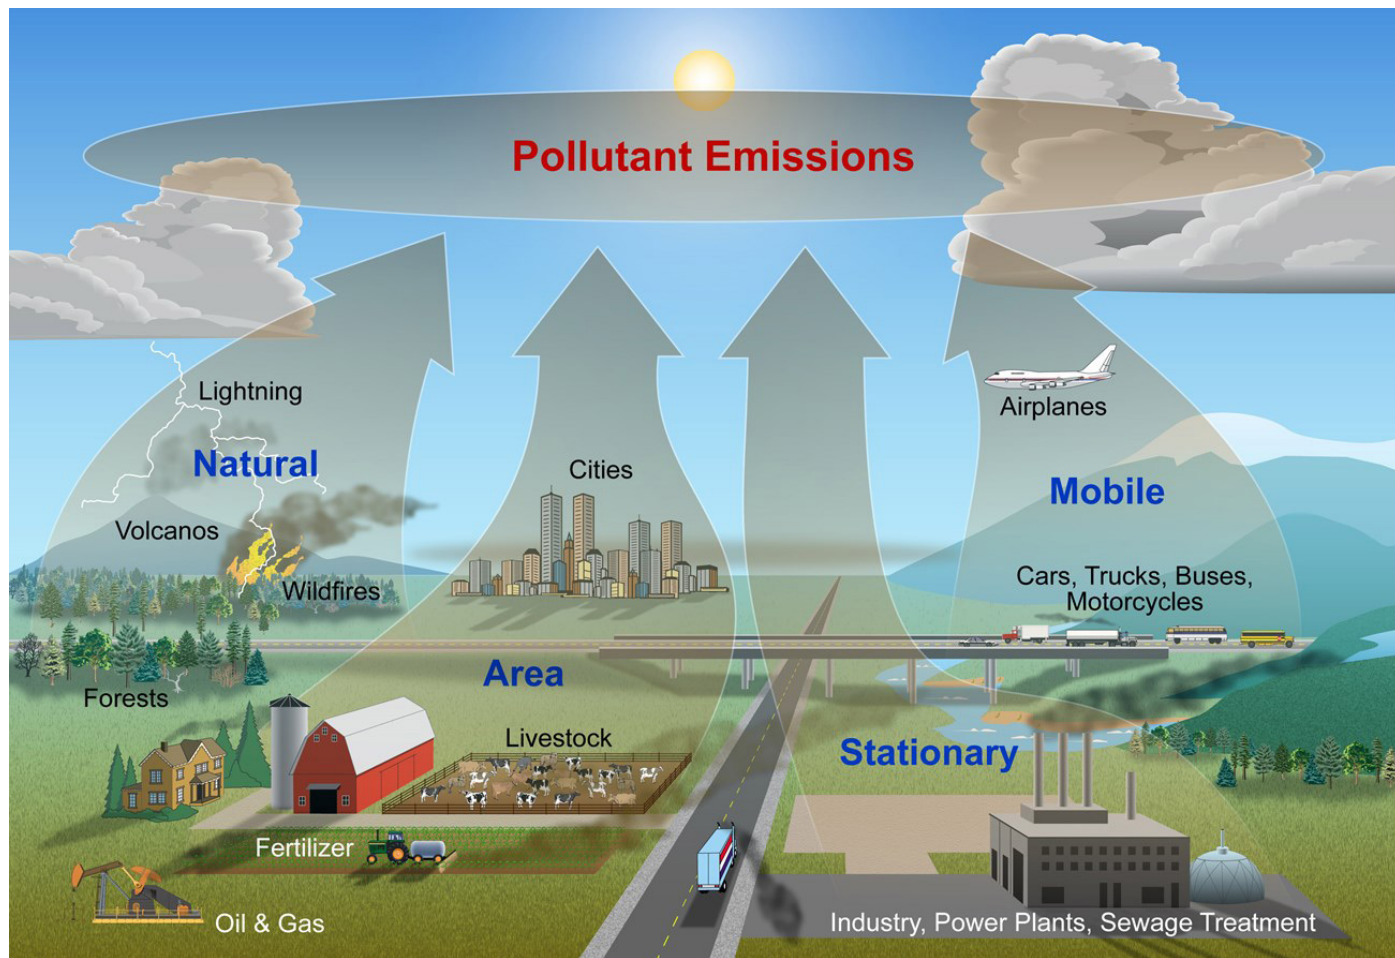 Pollutant Emissions
Lightning
Airplanes
Natural
Cities
Mobile
Volcanos
Wildfires
Cars, Trucks, Buses,
Motorcycles
Area
Forests
Livestock
Stationary
Fertilizer
Oil & Gas
Industry, Power Plants, Sewage Treatment